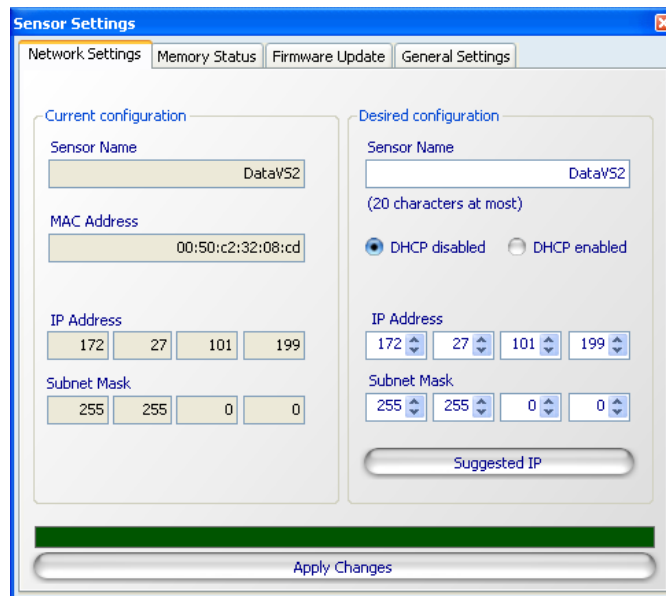 Sensor Settings
Network Settings Memory Status Firmware Update General Settings
Current configuration
Sensor Name
DataVS2
MAC Address
00:50:c2:32:08:cd
IP Address
172 27 101 199
Subnet Mask
255 255 0 0
Desired configuration
Sensor Name
DataVS2
(20 characters at most)
DHCP disabled DHCP enabled
IP Address
172 27 101 199
Subnet Mask
255 255 0 0
Suggested IP
Apply Changes